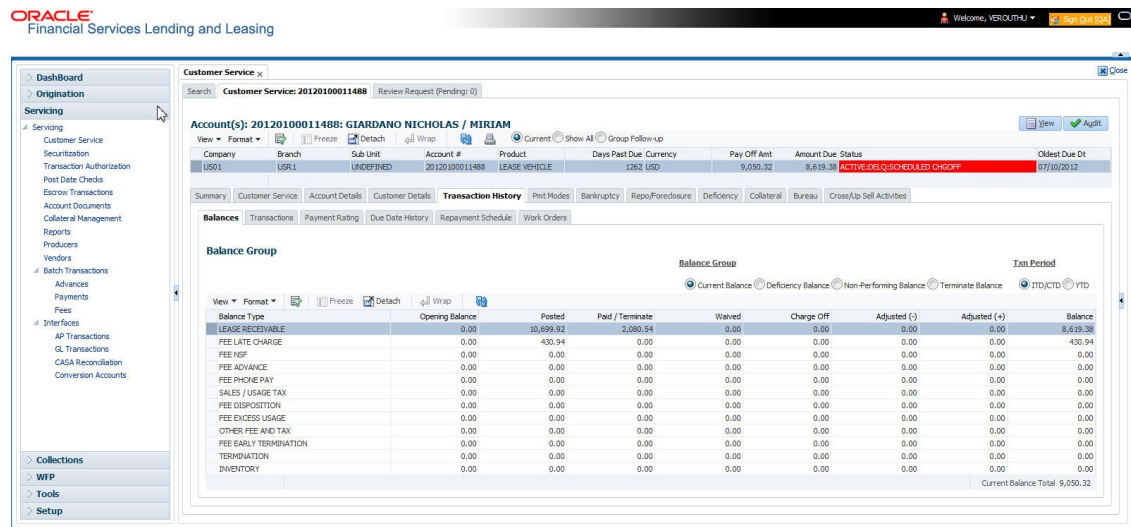 ORACLE
Financial Services Lending and Leasing
Welcome, VEROUTHU
Sign Out [QA]
Close
DashBoard
Origination
Servicing
Servicing
Customer Service
Securitization
Transaction Authorization
Post Date Checks
Escrow Transactions
Account Documents
Collateral Management
Reports
Producers
Vendors
Batch Transactions
Advances
Payments
Fees
Interfaces
AP Transactions
GL Transactions
CASA Reconciliation
Conversion Accounts
Collections
WFP
Tools
Setup
Customer Service x
Search Customer Service: 20120100011488 Review Request (Pending: 0)
Account(s): 20120100011488: GIARDANO NICHOLAS / MIRIAM
View Audit
View Format Freeze Detach Wrap Current Show All Group Follow-up
Company Branch Sub Unit Account # Product Days Past Due Currency Pay Off Amt Amount Due Status Oldest Due Dt
US01 USR1 UNDEFINED 20120100011488 LEASE VEHICLE 1262 USD 9,050.32 8,619.38 ACTIVE:DELQ:SCHEDULED CHGOFF 07/10/2012
Summary Customer Service Account Details Customer Details Transaction History Pmt Modes Bankruptcy Repo/Foreclosure Deficiency Collateral Bureau Cross/Up Sell Activities
Balances Transactions Payment Rating Due Date History Repayment Schedule Work Orders
Balance Group
Balance Group Txn Period
Current Balance Deficiency Balance Non-Performing Balance Terminate Balance ITD/CTD YTD
View Format Freeze Detach Wrap
Balance Type Opening Balance Posted Paid / Terminate Waived Charge Off Adjusted (-) Adjusted (+) Balance
LEASE RECEIVABLE 0.00 10,699.92 2,080.54 0.00 0.00 0.00 0.00 8,619.38
FEE LATE CHARGE 0.00 430.94 0.00 0.00 0.00 0.00 0.00 430.94
FEE NSF 0.00 0.00 0.00 0.00 0.00 0.00 0.00 0.00
FEE ADVANCE 0.00 0.00 0.00 0.00 0.00 0.00 0.00 0.00
FEE PHONE PAY 0.00 0.00 0.00 0.00 0.00 0.00 0.00 0.00
SALES / USAGE TAX 0.00 0.00 0.00 0.00 0.00 0.00 0.00 0.00
FEE DISPOSITION 0.00 0.00 0.00 0.00 0.00 0.00 0.00 0.00
FEE EXCESS USAGE 0.00 0.00 0.00 0.00 0.00 0.00 0.00 0.00
OTHER FEE AND TAX 0.00 0.00 0.00 0.00 0.00 0.00 0.00 0.00
FEE EARLY TERMINATION 0.00 0.00 0.00 0.00 0.00 0.00 0.00 0.00
TERMINATION 0.00 0.00 0.00 0.00 0.00 0.00 0.00 0.00
INVENTORY 0.00 0.00 0.00 0.00 0.00 0.00 0.00 0.00
Current Balance Total 9,050.32